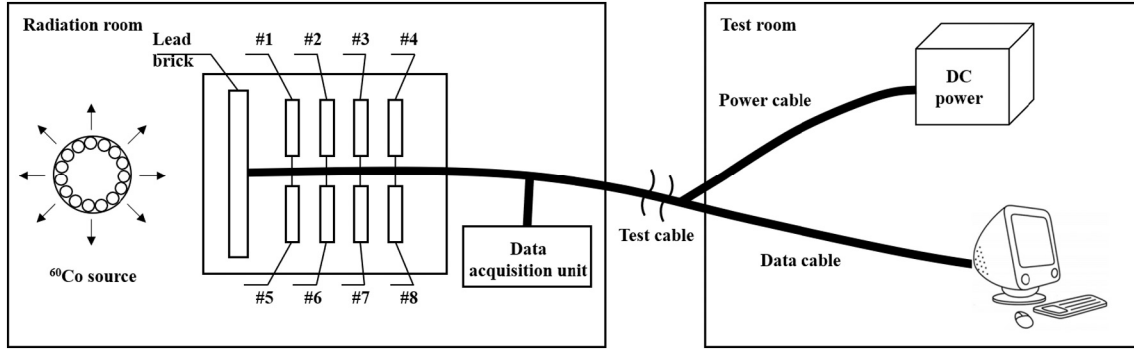 Radiation room
Lead
brick
#1
#2
#3
#4
⁶⁰Co source
#5
#6
#7
#8
Data
acquisition unit
Test cable
Test room
DC
power
Power cable
Data cable